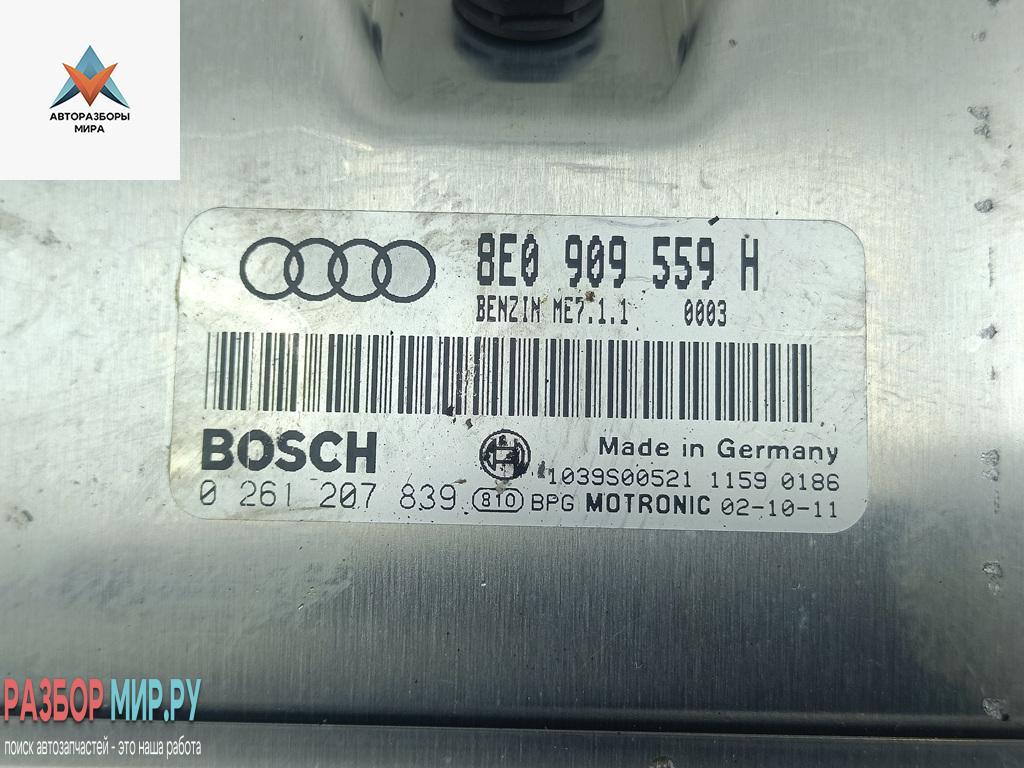 АВТОРАЗБОРЫ
МИРА
8E0 909 559 H
BENZIN ME7.1.1 0003
BOSCH
Made in Germany
1039S00521 1159 0186
0 261 207 839 810 BPG MOTRONIC 02-10-11
РАЗБОР МИР.РУ
поиск автозапчастей - это наша работа